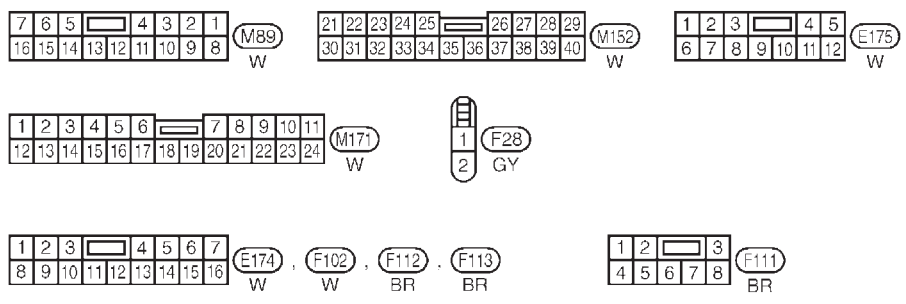 7 6 5 4 3 2 1
16 15 14 13 12 11 10 9 8
M89
W
21 22 23 24 25 26 27 28 29
30 31 32 33 34 35 36 37 38 39 40
M152
W
1 2 3 4 5
6 7 8 9 10 11 12
E175
W
1 2 3 4 5 6 7 8 9 10 11
12 13 14 15 16 17 18 19 20 21 22 23 24
M171
W
1
2
F28
GY
1 2 3 4 5 6 7
8 9 10 11 12 13 14 15 16
E174 , F102 , F112 , F113
W W BR BR
1 2 3
4 5 6 7 8
F111
BR